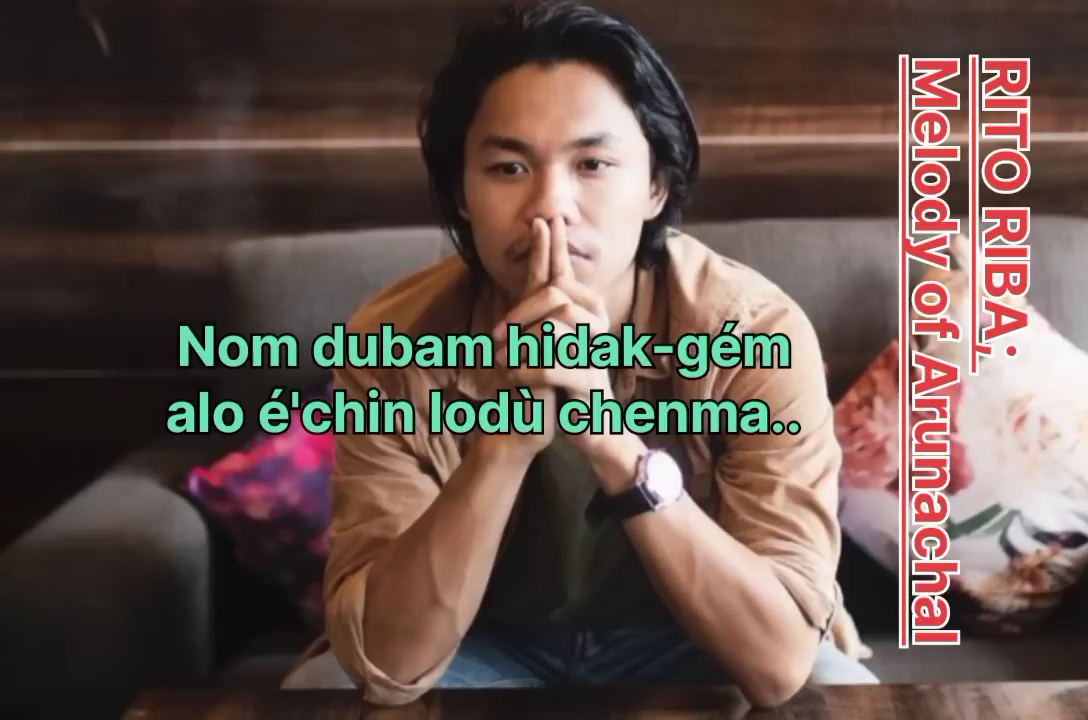 Nom dubam hidak-gém
alo é'chin lodù chenma..
RITO RIBA;
Melody of Arunachal